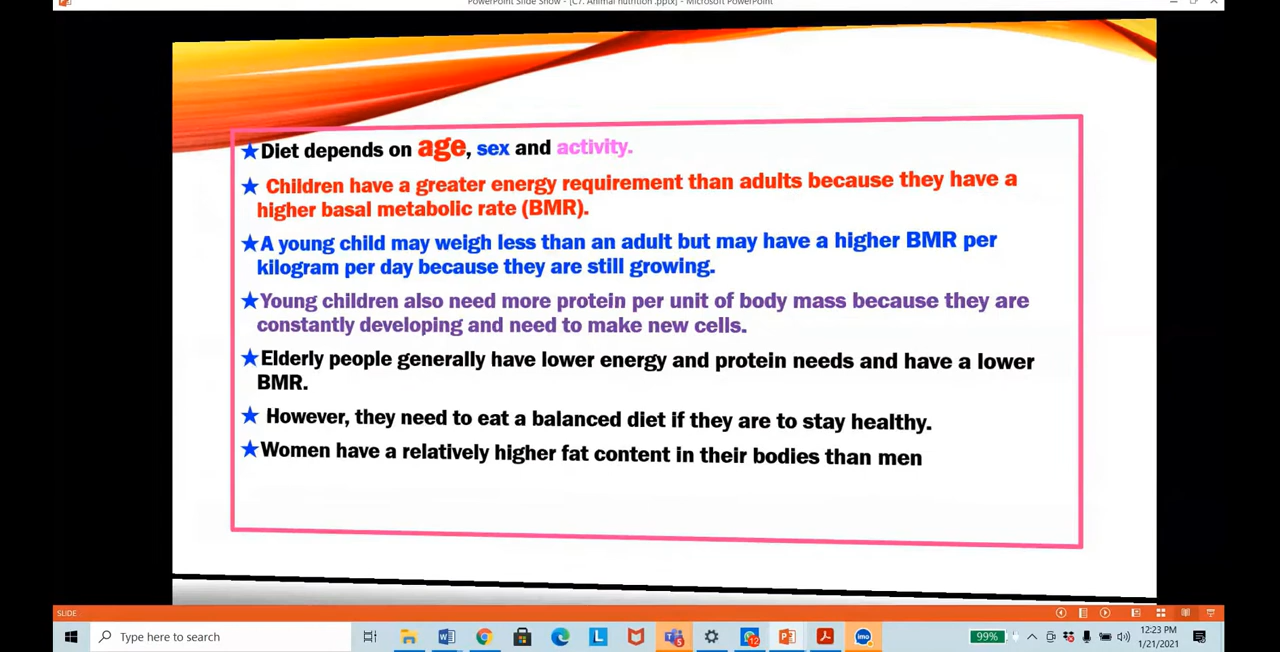 PowerPoint Slide Show - [C7. Animal nutrition .pptx] - Microsoft PowerPoint
Diet depends on age, sex and activity.
Children have a greater energy requirement than adults because they have a
higher basal metabolic rate (BMR).
A young child may weigh less than an adult but may have a higher BMR per
kilogram per day because they are still growing.
Young children also need more protein per unit of body mass because they are
constantly developing and need to make new cells.
Elderly people generally have lower energy and protein needs and have a lower
BMR.
However, they need to eat a balanced diet if they are to stay healthy.
Women have a relatively higher fat content in their bodies than men
SLIDE
Type here to search
L
5
12
imo
99%
12:23 PM
1/21/2021